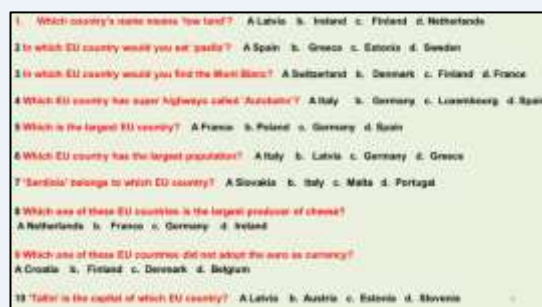 1. Which country's name means 'low land'? A Latvia b. Ireland c. Finland d. Netherlands
2 In which EU country would you eat 'paella'? A Spain b. Greece c. Estonia d. Sweden
3 In which EU country would you find the Mont Blanc? A Switzerland b. Denmark c. Finland d. France
4 Which EU country has super highways called 'Autobahn'? A Italy b. Germany c. Luxembourg d. Spain
5 Which is the largest EU country? A France b. Poland c. Germany d. Spain
6 Which EU country has the largest population? A Italy b. Latvia c. Germany d. Greece
7 'Sardinia' belongs to which EU country? A Slovakia b. Italy c. Malta d. Portugal
8 Which one of these EU countries is the largest producer of cheese?
A Netherlands b. France c. Germany d. Ireland
9 Which one of these EU countries did not adopt the euro as currency?
A Croatia b. Finland c. Denmark d. Belgium
10 'Tallin' is the capital of which EU country? A Latvia b. Austria c. Estonia d. Slovenia